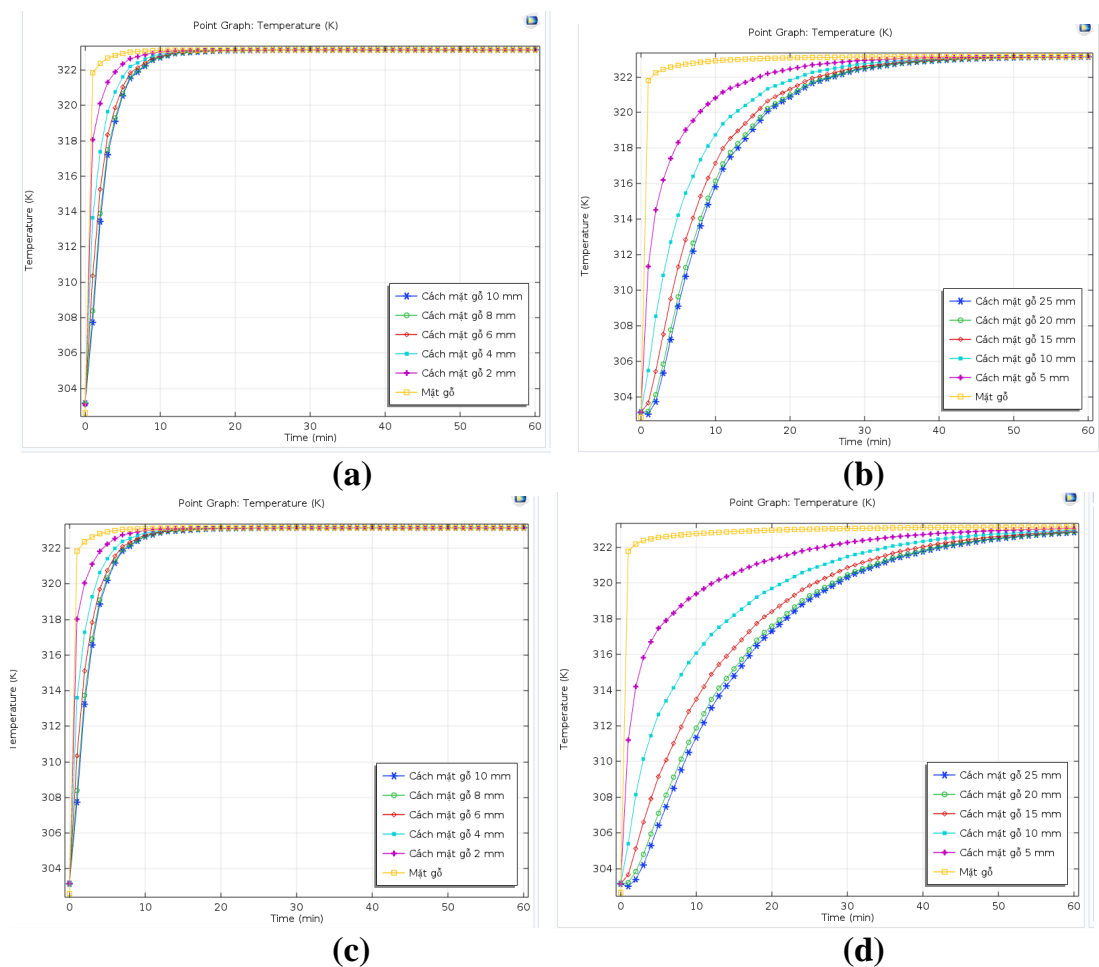 Point Graph: Temperature (K)
Temperature (K)
322
320
318
316
314
312
310
308
306
304
Cách mặt gỗ 10 mm
Cách mặt gỗ 8 mm
Cách mặt gỗ 6 mm
Cách mặt gỗ 4 mm
Cách mặt gỗ 2 mm
Mặt gỗ
0 10 20 30 40 50 60
Time (min)
(a)
Point Graph: Temperature (K)
Temperature (K)
322
320
318
316
314
312
310
308
306
304
Cách mặt gỗ 25 mm
Cách mặt gỗ 20 mm
Cách mặt gỗ 15 mm
Cách mặt gỗ 10 mm
Cách mặt gỗ 5 mm
Mặt gỗ
0 10 20 30 40 50 60
Time (min)
(b)
Point Graph: Temperature (K)
Temperature (K)
322
320
318
316
314
312
310
308
306
304
Cách mặt gỗ 10 mm
Cách mặt gỗ 8 mm
Cách mặt gỗ 6 mm
Cách mặt gỗ 4 mm
Cách mặt gỗ 2 mm
Mặt gỗ
0 10 20 30 40 50 60
Time (min)
(c)
Point Graph: Temperature (K)
Temperature (K)
322
320
318
316
314
312
310
308
306
304
Cách mặt gỗ 25 mm
Cách mặt gỗ 20 mm
Cách mặt gỗ 15 mm
Cách mặt gỗ 10 mm
Cách mặt gỗ 5 mm
Mặt gỗ
0 10 20 30 40 50 60
Time (min)
(d)